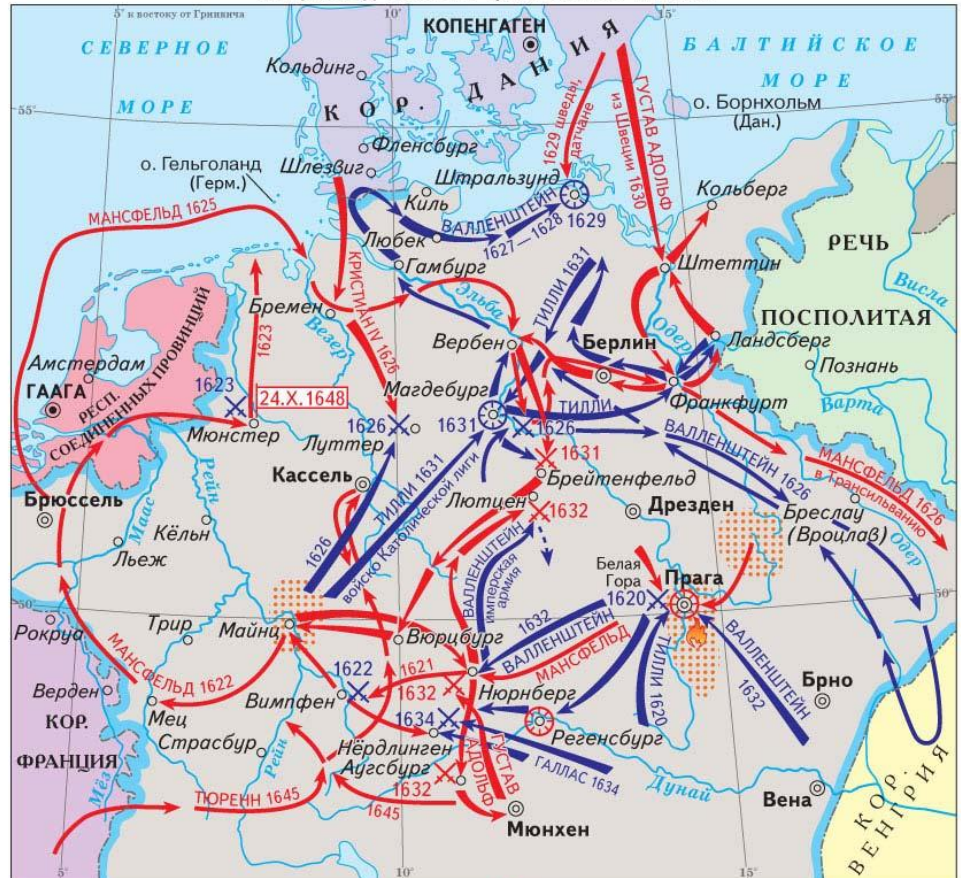 5° к востоку от Гринвича
10°
15°
СЕВЕРНОЕ
МОРЕ
КОПЕНГАГЕН
БАЛТИЙСКОЕ
МОРЕ
КОР. ДАНИЯ
Кольдинг
55°
55°
о. Борнхольм
(Дан.)
ГУСТАВ АДОЛЬФ
из Швеции 1630
1629 шведы,
датчане
Фленсбург
о. Гельголанд
(Герм.)
Шлезвиг
Штральзунд
Киль
Кольберг
МАНСФЕЛЬД 1625
ВАЛЛЕНШТЕЙН
1627—1628
1629
Любек
Гамбург
РЕЧЬ
ПОСПОЛИТАЯ
Штеттин
Висла
КРИСТИАН IV 1626
Эльба
ТИЛЛИ 1631
Бремен
Везер
Одер
1623
Вербен
Берлин
Ландсберг
Амстердам
ГААГА
РЕСП.
СОЕДИНЕННЫХ ПРОВИНЦИЙ
Познань
1623
24.X.1648
Магдебург
Франкфурт
Варта
Мюнстер
Луттер
1626
1631
1626
ТИЛЛИ
ВАЛЛЕНШТЕЙН 1626
МАНСФЕЛЬД 1626
в Трансильванию
Рейн
1631
Брейтенфельд
Кассель
ТИЛЛИ 1631
войско Католической лиги
Брюссель
Маас
Лютцен
1632
Дрезден
Бреслау
(Вроцлав)
Одер
Кёльн
Льеж
1626
ВАЛЛЕНШТЕЙН
имперская
армия
Белая
Гора
1620
Прага
50°
50°
Рокруа
Трир
Майнц
Вюрцбург
1632
ВАЛЛЕНШТЕЙН
МАНСФЕЛЬД
ТИЛЛИ 1620
ВАЛЛЕНШТЕЙН
1632
МАНСФЕЛЬД 1622
1621
1622
1632
Верден
Вимпфен
Нюрнберг
Брно
КОР.
ФРАНЦИЯ
Мец
1634
Страсбур
Нёрдлинген
Регенсбург
Рейн
Аугсбург
1632
ГУСТАВ
АДОЛЬФ
ГАЛЛАС 1634
Дунай
Мёз
ТЮРЕНН 1645
1645
Мюнхен
Вена
КОР.
ВЕНГРИЯ
5°
10°
15°